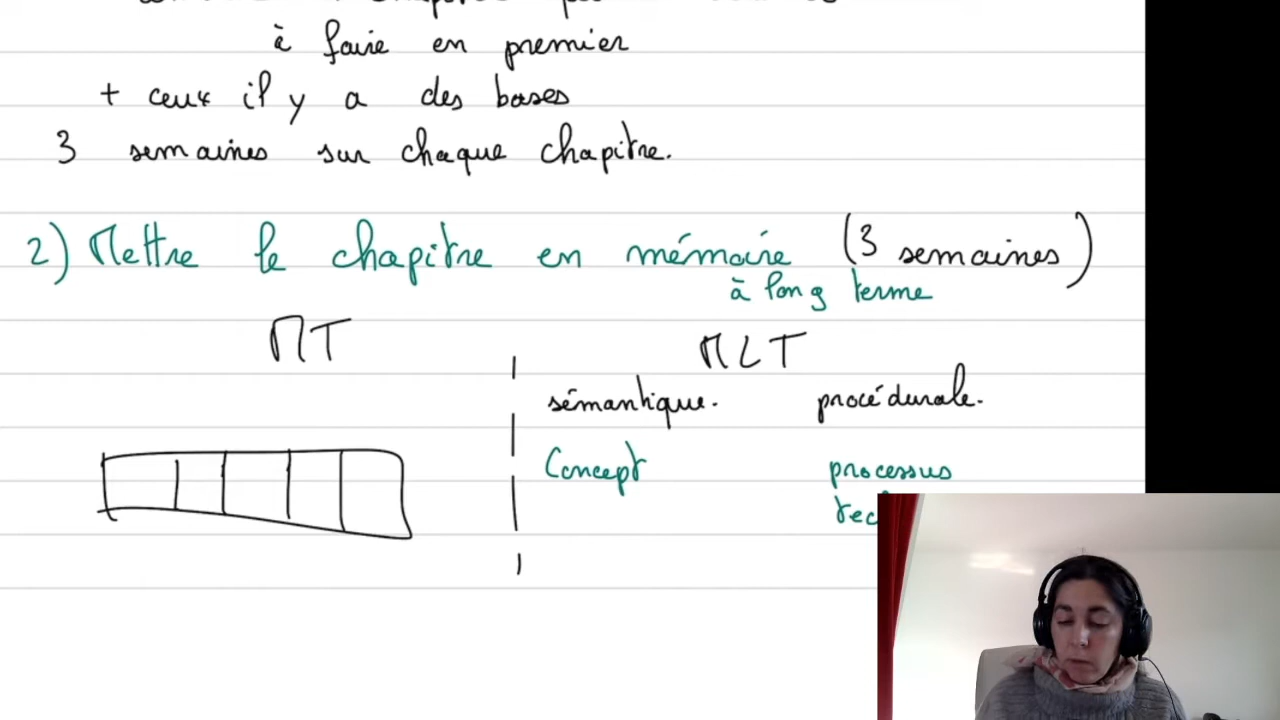 à faire en premier
+ ceux il y a des bases
3 semaines sur chaque chapitre.
2) Mettre le chapitre en mémoire (3 semaines)
à long terme
MT
MLT
sémantique. procédurale.
Concept processus